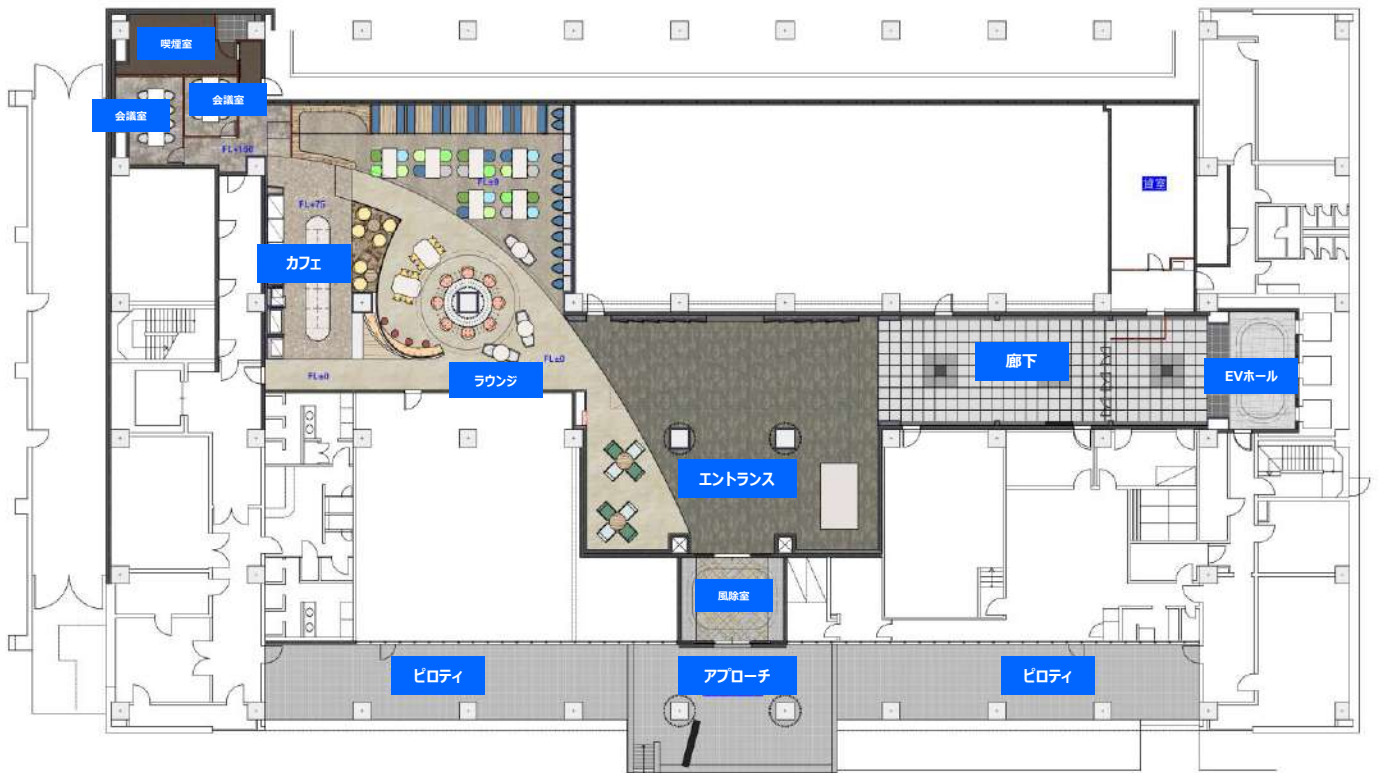 喫煙室
会議室
会議室
FL+150
貸室
FL±0
FL+75
カフェ
FL±0
廊下
EVホール
FL±0
ラウンジ
エントランス
風除室
ピロティ
アプローチ
ピロティ